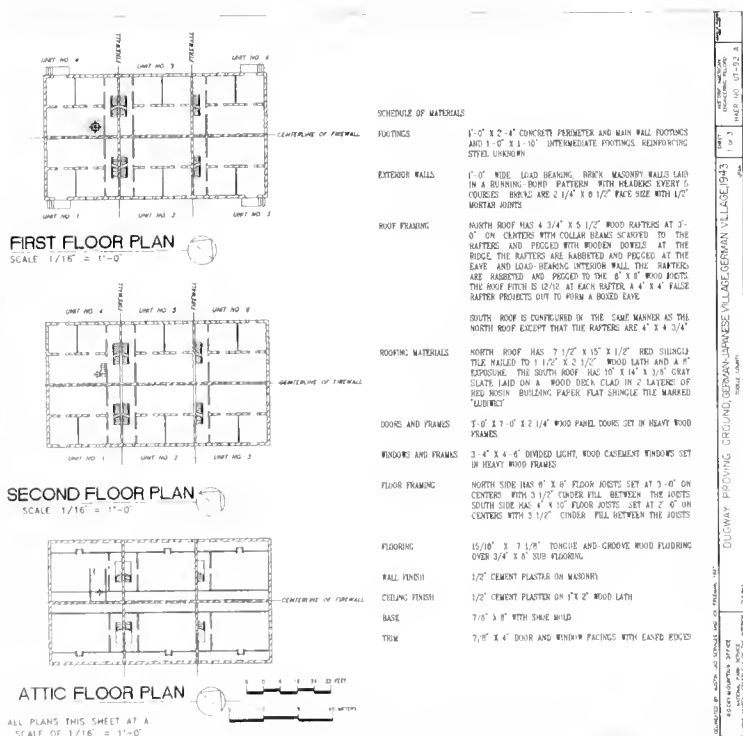 UNIT NO 4
FIREWALL
UNIT NO 5
FIREWALL
UNIT NO 6
CENTERLINE OF FIREWALL
UNIT NO 1
UNIT NO 2
UNIT NO 3
FIRST FLOOR PLAN
SCALE 1/16" = 1'-0"
FIREWALL
FIREWALL
UNIT NO 4
UNIT NO 5
UNIT NO 6
CENTERLINE OF FIREWALL
UNIT NO 1
UNIT NO 2
UNIT NO 3
SECOND FLOOR PLAN
SCALE 1/16" = 1'-0"
CENTERLINE OF FIREWALL
ATTIC FLOOR PLAN
FEET
METERS
ALL PLANS THIS SHEET AT A
SCALE OF 1/16" = 1'-0"
SCHEDULE OF MATERIALS
FOOTINGS
1'-0" X 2'-4" CONCRETE PERIMETER AND MAIN WALL FOOTINGS
AND 1'-0" X 1'-10" INTERMEDIATE FOOTINGS. REINFORCING
STEEL UNKNOWN
EXTERIOR WALLS
1'-0" WIDE LOAD BEARING, BRICK MASONRY WALLS LAID
IN A RUNNING-BOND PATTERN WITH HEADERS EVERY
COURSES BRICKS ARE 2 1/4" X 8 1/2" FACE SIZE WITH 1/2"
MORTAR JOINTS
ROOF FRAMING
NORTH ROOF HAS 4 3/4" X 5 1/2" WOOD RAFTERS AT 3'-
0" ON CENTERS WITH COLLAR BEAMS SCARFED TO THE
RAFTERS AND PEGGED WITH WOODEN DOWELS AT THE
RIDGE. THE RAFTERS ARE RABBETED AND PEGGED AT THE
EAVE AND LOAD-BEARING INTERIOR WALL THE RAFTERS
ARE RABBETED AND PEGGED TO THE 8" X 8" WOOD JOISTS
THE ROOF PITCH IS 12/12 AT EACH RAFTER, A 4" X 4" FALSE
RAFTER PROJECTS OUT TO FORM A BOXED EAVE
SOUTH ROOF IS CONFIGURED IN THE SAME MANNER AS THE
NORTH ROOF EXCEPT THAT THE RAFTERS ARE 4" X 4 3/4"
ROOFING MATERIALS
NORTH ROOF HAS 7 1/2" X 15" X 1/2" RED SHINGLE
TILE NAILED TO 1 1/2" X 2 1/2" WOOD LATH AND A 8"
EXPOSURE THE SOUTH ROOF HAS 10" X 14" X 3/8" GRAY
SLATE LAID ON A WOOD DECK CLAD IN 2 LAYERS OF
RED ROSIN BUILDING PAPER FLAT SHINGLE TILE MARKED
DOORS AND FRAMES
3'-0" X 7'-0" X 2 1/4" WOOD PANEL DOORS SET IN HEAVY WOOD
FRAMES
WINDOWS AND FRAMES
3'-4" X 4'-6" DIVIDED LIGHT, WOOD CASEMENT WINDOWS SET
IN HEAVY WOOD FRAMES
FLOOR FRAMING
NORTH SIDE HAS 6" X 8" FLOOR JOISTS SET AT 3'-0" ON
CENTERS WITH 3 1/2" CINDER FILL BETWEEN THE JOISTS
SOUTH SIDE HAS 4" X 10" FLOOR JOISTS SET AT 2'-0" ON
CENTERS WITH 3 1/2" CINDER FILL BETWEEN THE JOISTS
FLOORING
15/16" X 7 1/8" TONGUE-AND-GROOVE WOOD FLOORING
OVER 3/4" X 8" SUB FLOORING
WALL FINISH
1/2" CEMENT PLASTER ON MASONRY
CEILING FINISH
1/2" CEMENT PLASTER ON 1"X 2" WOOD LATH
BASE
7/8" X 8" WITH SHOE MOLD
TRIM
7/8" X 4" DOOR AND WINDOW FACINGS WITH EASED EDGES
HISTORIC AMERICAN
ENGINEERING RECORD
HAER NO UT-92 A
SHEET
1 of 3
DUGWAY PROVING GROUND, GERMAN-JAPANESE VILLAGE, GERMAN VILLAGE, 1943
TOOELE COUNTY
ROCKY MOUNTAIN OFFICE
NATIONAL PARK SERVICE